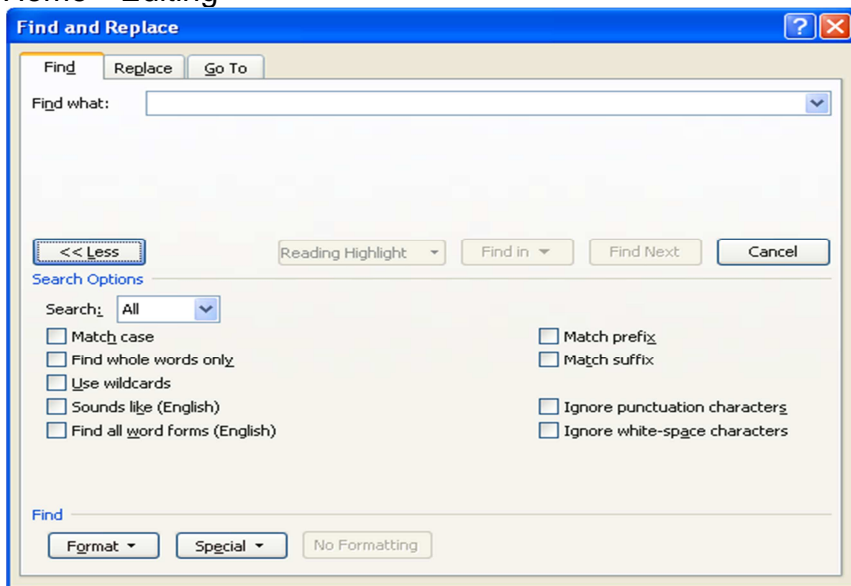 Home – Editing
Find and Replace
Find Replace Go To
Find what:
<< Less Reading Highlight Find in Find Next Cancel
Search Options
Search: All
Match case Match prefix
Find whole words only Match suffix
Use wildcards
Sounds like (English) Ignore punctuation characters
Find all word forms (English) Ignore white-space characters
Find
Format Special No Formatting